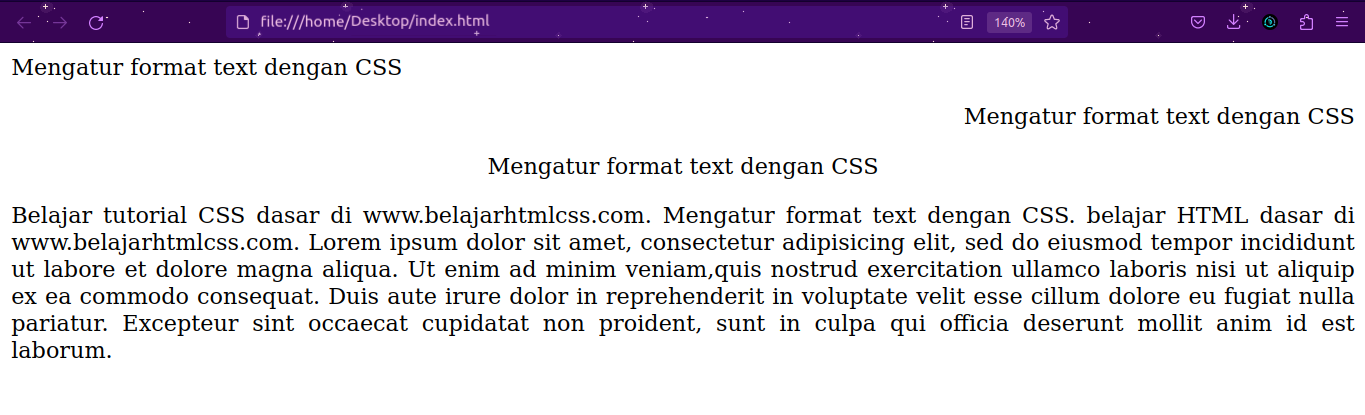 file:///home/Desktop/index.html
140%
Mengatur format text dengan CSS
Mengatur format text dengan CSS
Mengatur format text dengan CSS
Belajar tutorial CSS dasar di www.belajarhtmlcss.com. Mengatur format text dengan CSS. belajar HTML dasar di
www.belajarhtmlcss.com. Lorem ipsum dolor sit amet, consectetur adipisicing elit, sed do eiusmod tempor incididunt
ut labore et dolore magna aliqua. Ut enim ad minim veniam,quis nostrud exercitation ullamco laboris nisi ut aliquip
ex ea commodo consequat. Duis aute irure dolor in reprehenderit in voluptate velit esse cillum dolore eu fugiat nulla
pariatur. Excepteur sint occaecat cupidatat non proident, sunt in culpa qui officia deserunt mollit anim id est
laborum.